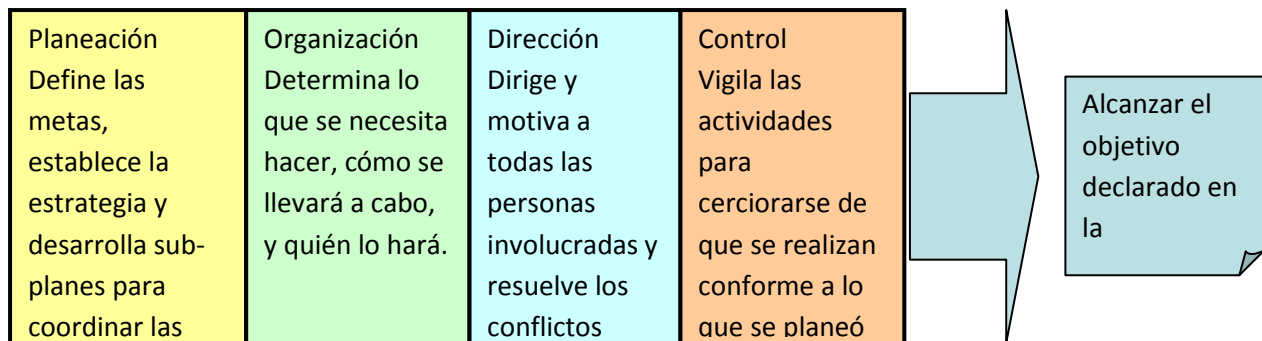 Planeación
Define las
metas,
establece la
estrategia y
desarrolla sub-
planes para
coordinar las
Organización
Determina lo
que se necesita
hacer, cómo se
llevará a cabo,
y quién lo hará.
Dirección
Dirige y
motiva a
todas las
personas
involucradas y
resuelve los
conflictos
Control
Vigila las
actividades
para
cerciorarse de
que se realizan
conforme a lo
que se planeó
Alcanzar el
objetivo
declarado en
la